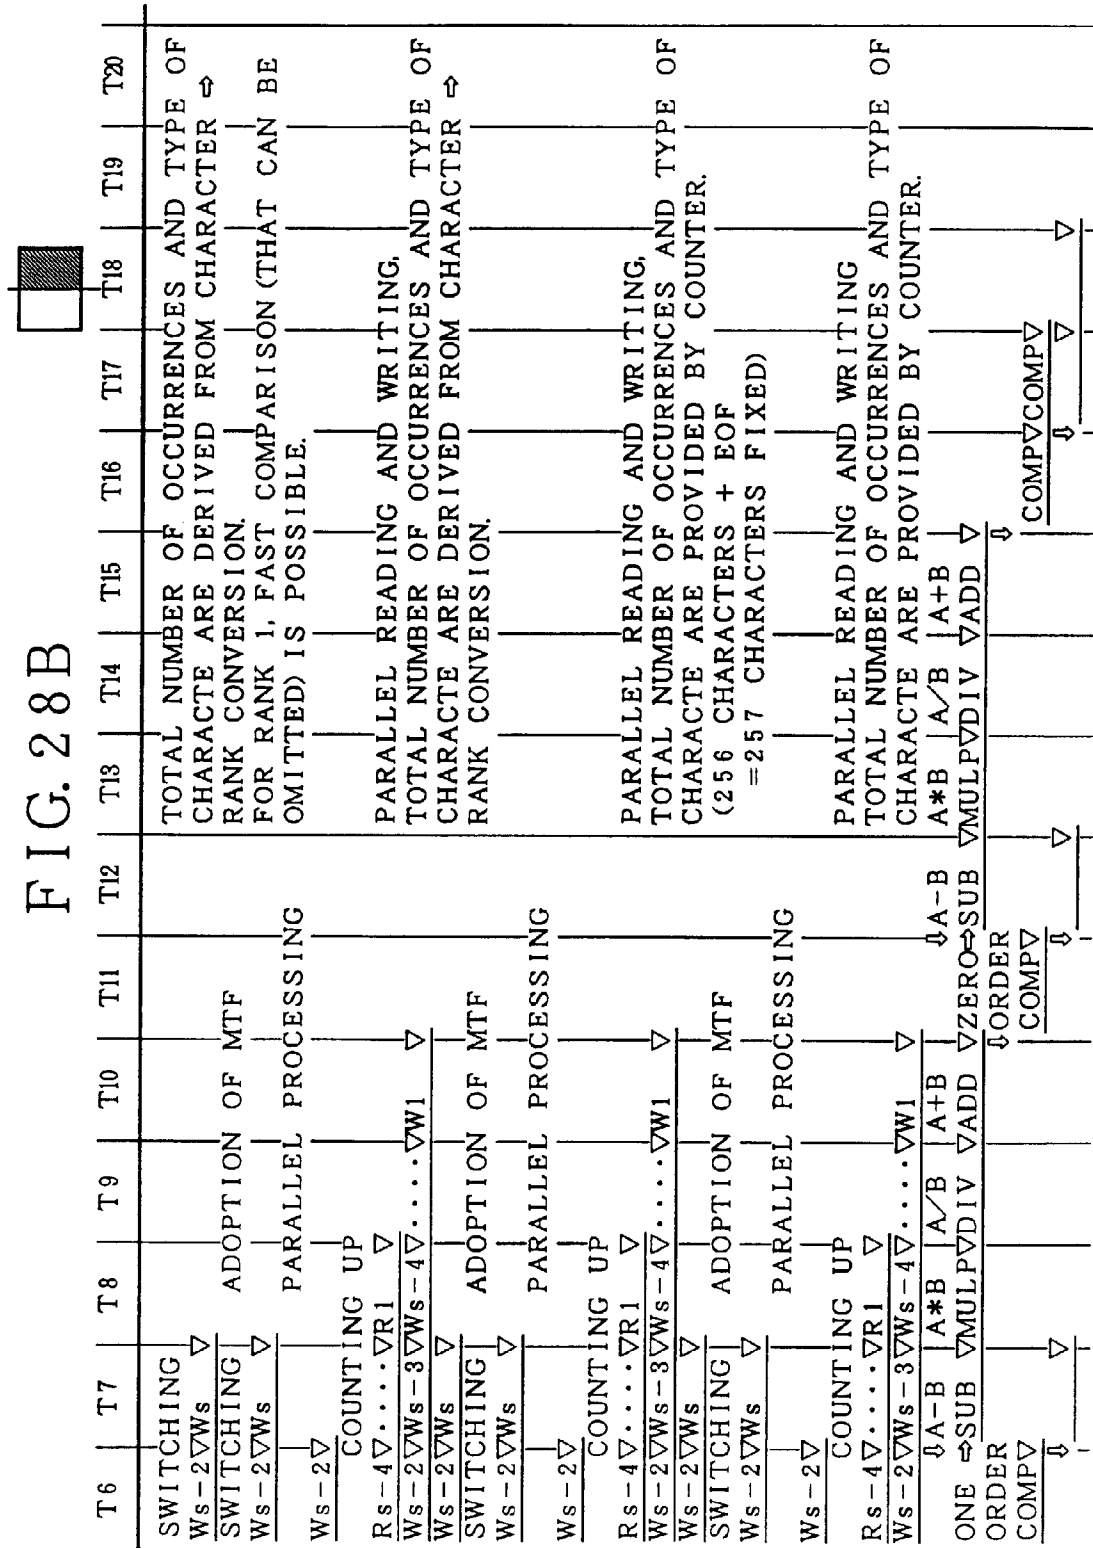 FIG. 28B
T6 T7 T8 T9 T10 T11 T12 T13 T14 T15 T16 T17 T18 T19 T20
SWITCHING TOTAL NUMBER OF OCCURRENCES AND TYPE OF
Ws-2▽Ws ▽ CHARACTE ARE DERIVED FROM CHARACTER ⇨
SWITCHING ADOPTION OF MTF RANK CONVERSION.
Ws-2▽Ws ▽ FOR RANK 1, FAST COMPARISON (THAT CAN BE
PARALLEL PROCESSING OMITTED) IS POSSIBLE.
Ws-2▽
COUNTING UP
Rs-4▽····▽R1 ▽ PARALLEL READING AND WRITING,
Ws-2▽Ws-3▽Ws-4▽····▽W1 ▽ TOTAL NUMBER OF OCCURRENCES AND TYPE OF
Ws-2▽Ws ▽ CHARACTE ARE DERIVED FROM CHARACTER ⇨
SWITCHING ADOPTION OF MTF RANK CONVERSION.
Ws-2▽Ws ▽
PARALLEL PROCESSING
Ws-2▽
COUNTING UP
Rs-4▽····▽R1 ▽ PARALLEL READING AND WRITING,
Ws-2▽Ws-3▽Ws-4▽····▽W1 ▽ TOTAL NUMBER OF OCCURRENCES AND TYPE OF
Ws-2▽Ws ▽ CHARACTE ARE PROVIDED BY COUNTER.
SWITCHING ADOPTION OF MTF (256 CHARACTERS + EOF
Ws-2▽Ws ▽ =257 CHARACTERS FIXED)
PARALLEL PROCESSING
Ws-2▽
COUNTING UP PARALLEL READING AND WRITING
Rs-4▽····▽R1 ▽ TOTAL NUMBER OF OCCURRENCES AND TYPE OF
Ws-2▽Ws-3▽Ws-4▽····▽W1 ▽ CHARACTE ARE PROVIDED BY COUNTER.
⇩A-B A*B A/B A+B ⇩A-B A*B A/B A+B
ONE ⇨SUB ▽MULP▽DIV ▽ADD ▽ZERO⇨SUB ▽MULP▽DIV ▽ADD ▽
ORDER ⇩ORDER ⇩
COMP▽ COMP▽ COMP▽COMP▽
⇩ ▽ ⇩ ▽ ⇩ ▽ ▽